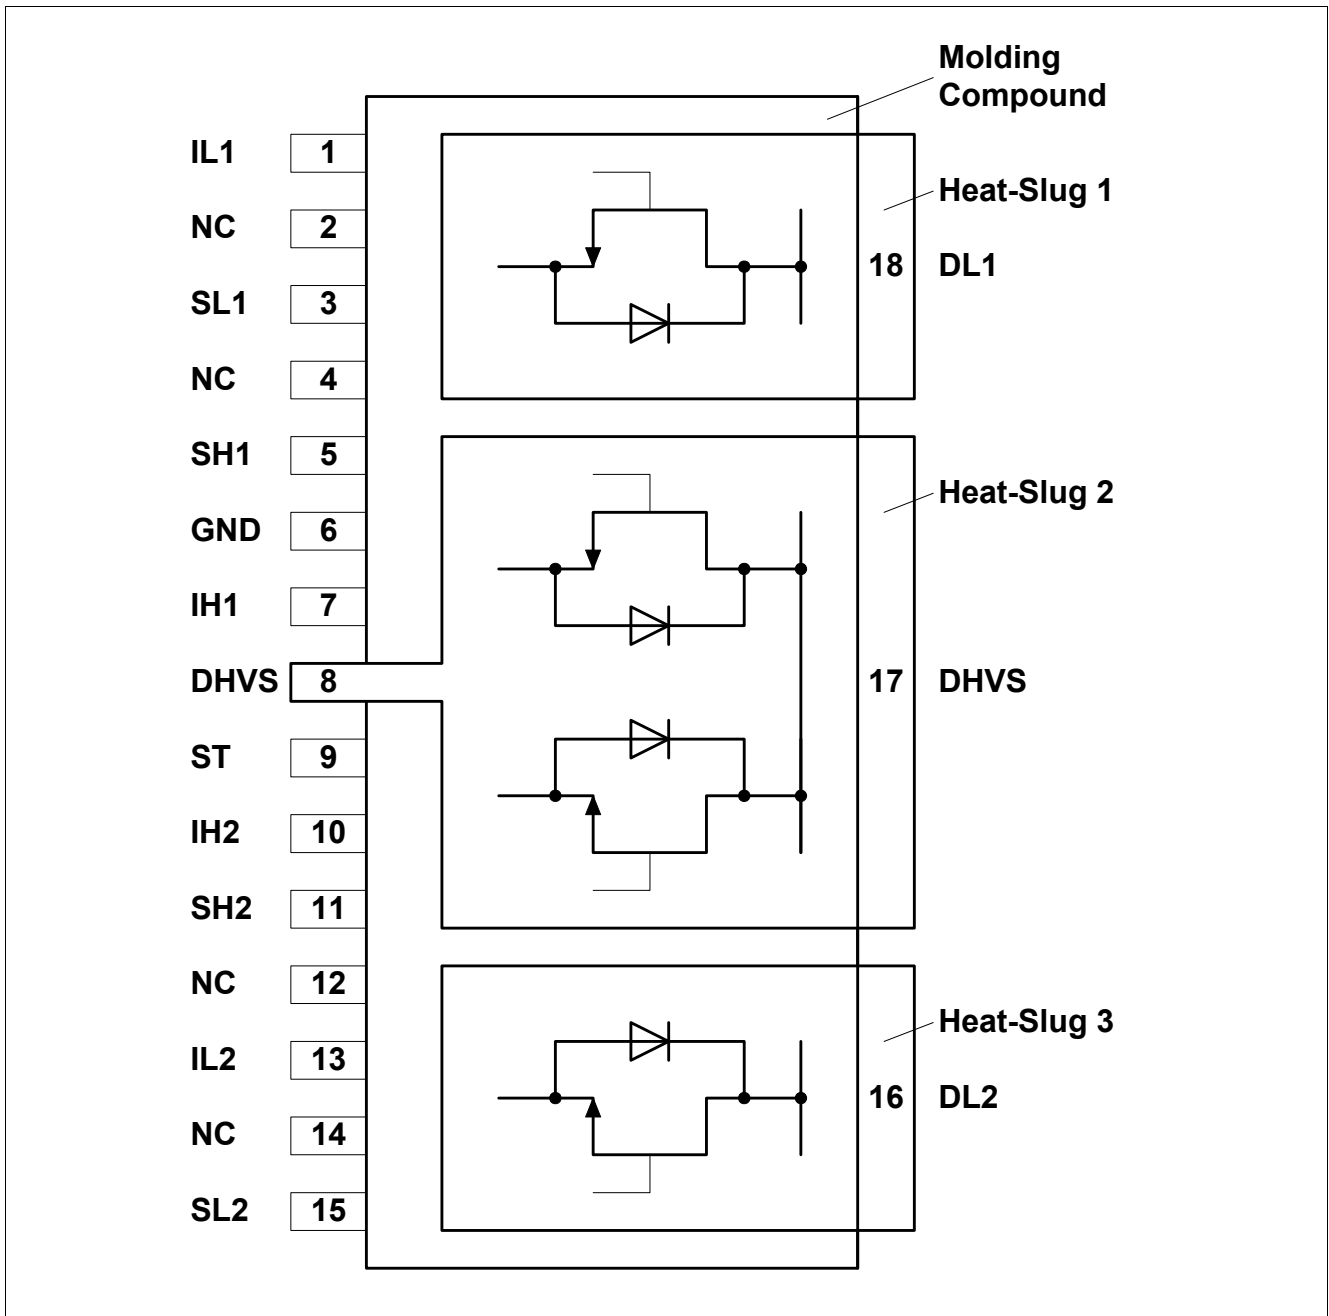 Molding
Compound
IL1 1
Heat-Slug 1
NC 2
18 DL1
SL1 3
NC 4
SH1 5
Heat-Slug 2
GND 6
IH1 7
DHVS 8 17 DHVS
ST 9
IH2 10
SH2 11
NC 12
Heat-Slug 3
IL2 13
16 DL2
NC 14
SL2 15